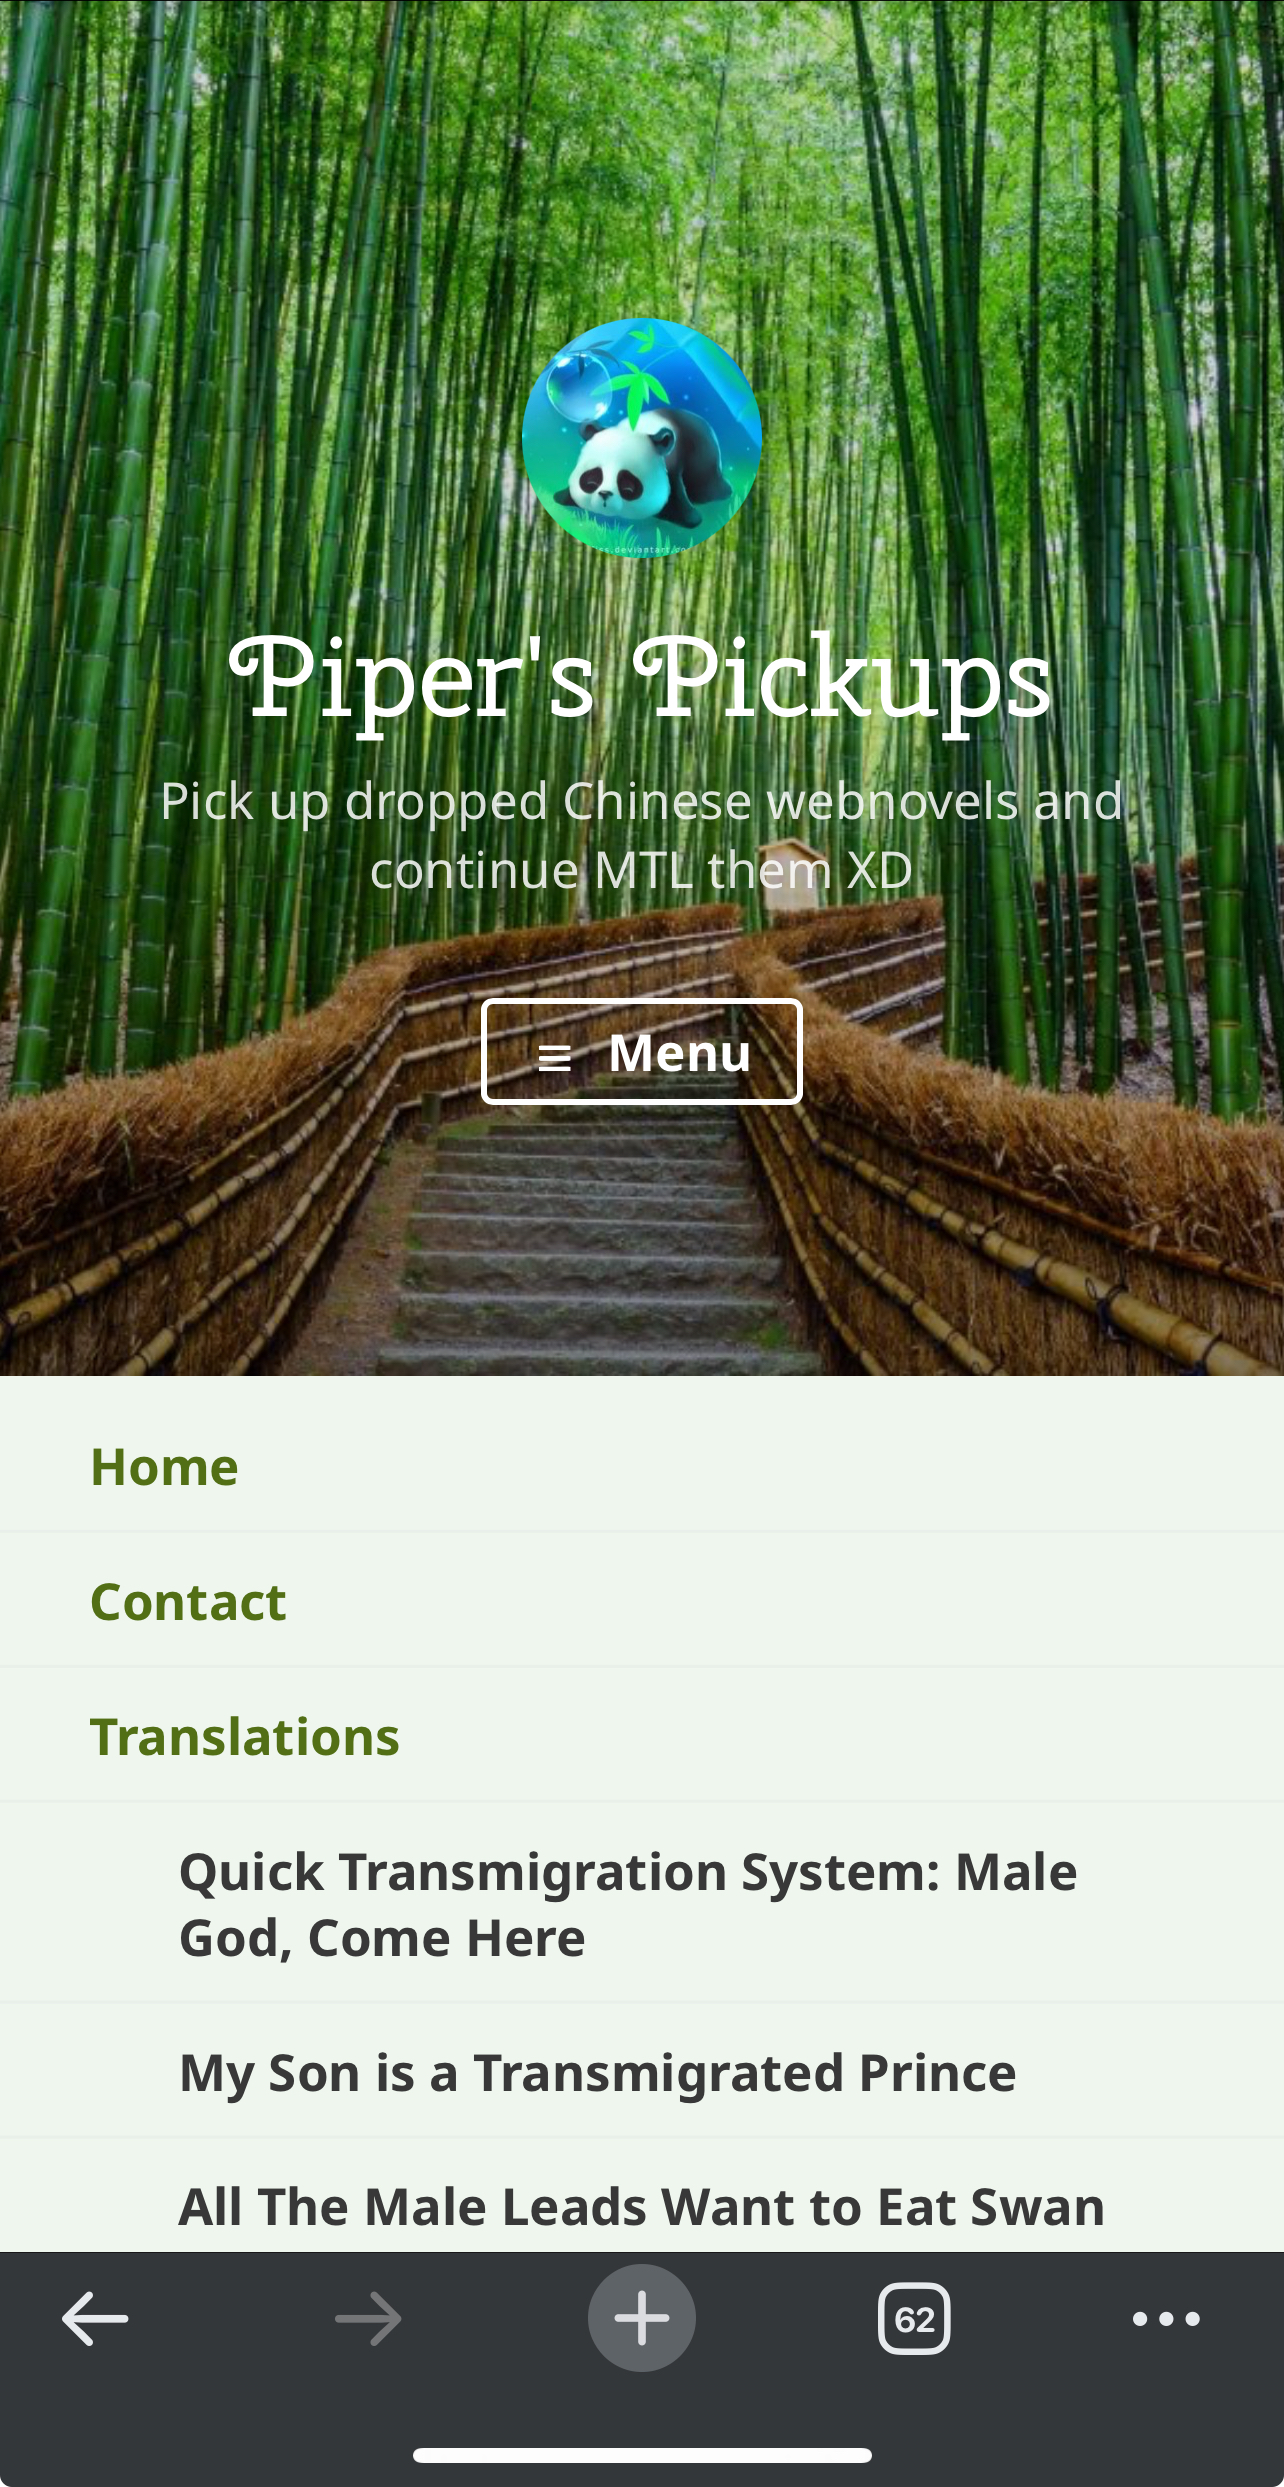 Piper's Pickups
Pick up dropped Chinese webnovels and
continue MTL them XD
Menu
Home
Contact
Translations
Quick Transmigration System: Male
God, Come Here
My Son is a Transmigrated Prince
All The Male Leads Want to Eat Swan
62